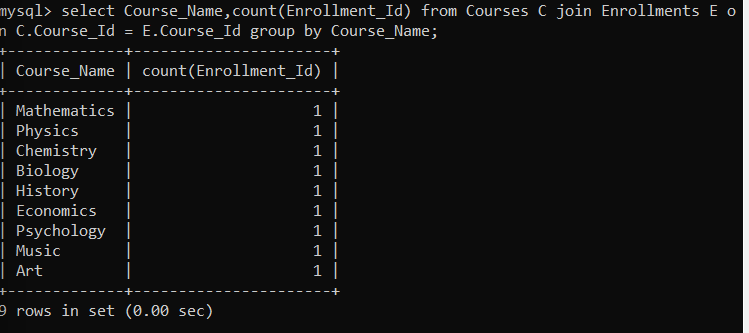 mysql> select Course_Name,count(Enrollment_Id) from Courses C join Enrollments E o
n C.Course_Id = E.Course_Id group by Course_Name;
+-------------+----------------------+
| Course_Name | count(Enrollment_Id) |
+-------------+----------------------+
| Mathematics | 1 |
| Physics | 1 |
| Chemistry | 1 |
| Biology | 1 |
| History | 1 |
| Economics | 1 |
| Psychology | 1 |
| Music | 1 |
| Art | 1 |
+-------------+----------------------+
9 rows in set (0.00 sec)